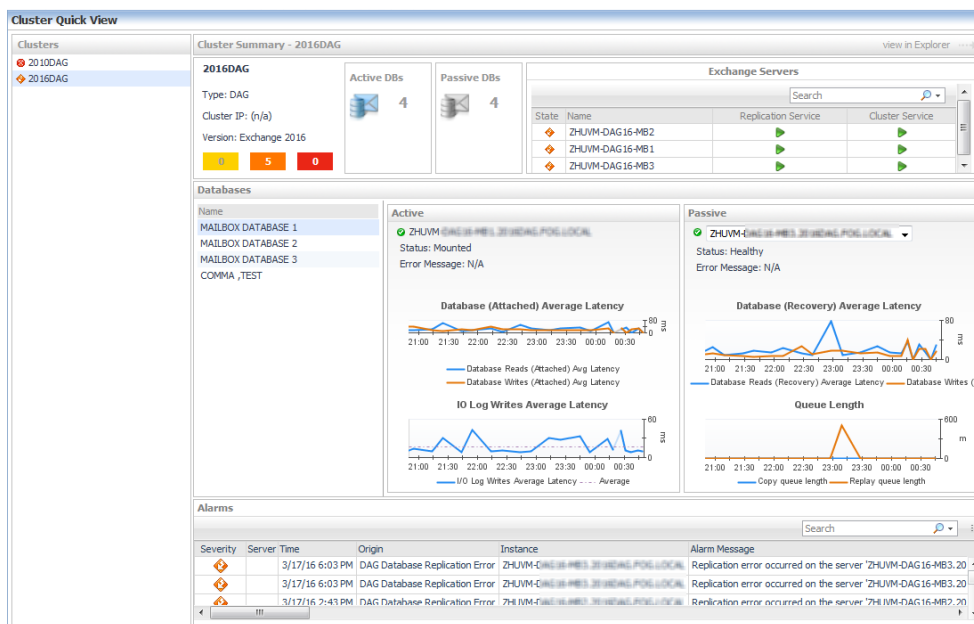 Cluster Quick View
Clusters
2010DAG
2016DAG
Cluster Summary - 2016DAG
view in Explorer
2016DAG
Type: DAG
Cluster IP: (n/a)
Version: Exchange 2016
0 5 0
Active DBs
4
Passive DBs
4
Exchange Servers
Search
State Name Replication Service Cluster Service
ZHUVM-DAG16-MB2
ZHUVM-DAG16-MB1
ZHUVM-DAG16-MB3
Databases
Name
MAILBOX DATABASE 1
MAILBOX DATABASE 2
MAILBOX DATABASE 3
COMMA ,TEST
Active
ZHUVM
Status: Mounted
Error Message: N/A
Database (Attached) Average Latency
80
0
ms
21:00 21:30 22:00 22:30 23:00 23:30 00:00 00:30
Database Reads (Attached) Avg Latency
Database Writes (Attached) Avg Latency
IO Log Writes Average Latency
60
0
ms
21:00 21:30 22:00 22:30 23:00 23:30 00:00 00:30
I/O Log Writes Average Latency Average
Passive
ZHUVM-
Status: Healthy
Error Message: N/A
Database (Recovery) Average Latency
80
0
ms
21:00 21:30 22:00 22:30 23:00 23:30 00:00 00:30
Database Reads (Recovery) Average Latency Database Writes (
Queue Length
600
0
m
21:00 21:30 22:00 22:30 23:00 23:30 00:00 00:30
Copy queue length Replay queue length
Alarms
Search
Severity Server Time Origin Instance Alarm Message
3/17/16 6:03 PM DAG Database Replication Error ZHUVM- Replication error occurred on the server 'ZHUVM-DAG16-MB3.20
3/17/16 6:03 PM DAG Database Replication Error ZHUVM- Replication error occurred on the server 'ZHUVM-DAG16-MB3.20
3/17/16 2:43 PM DAG Database Replication Error ZHUVM- Replication error occurred on the server 'ZHUVM-DAG16-MB2.20